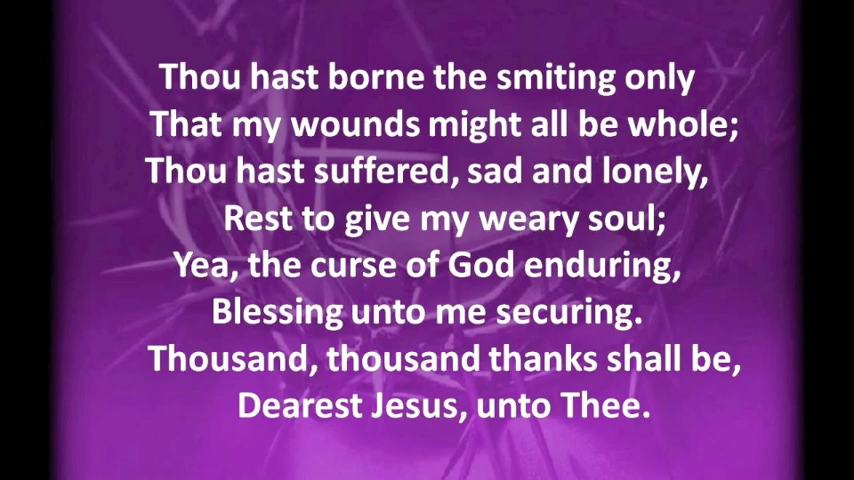 Thou hast borne the smiting only
That my wounds might all be whole;
Thou hast suffered, sad and lonely,
Rest to give my weary soul;
Yea, the curse of God enduring,
Blessing unto me securing.
Thousand, thousand thanks shall be,
Dearest Jesus, unto Thee.